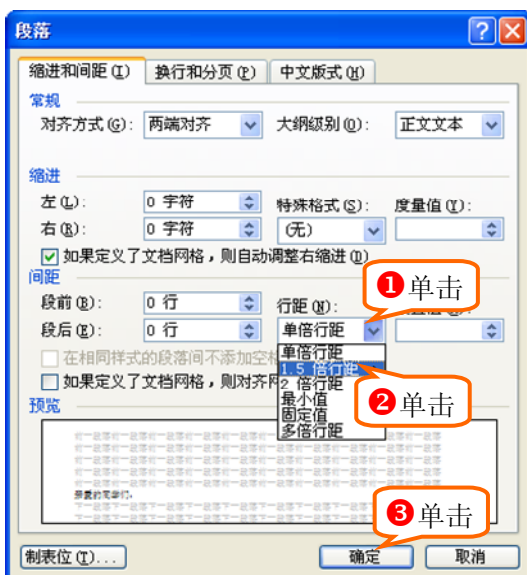 段落
缩进和间距(I) 换行和分页(P) 中文版式(H)
常规
对齐方式(G): 两端对齐 大纲级别(O): 正文文本
缩进
左(L): 0 字符 特殊格式(S): 度量值(Y):
右(R): 0 字符 (无)
如果定义了文档网格，则自动调整右缩进(D)
间距
❶单击
段前(B): 0 行 行距(N):
段后(E): 0 行 单倍行距
在相同样式的段落间不添加空
单倍行距
1.5 倍行距
如果定义了文档网格，则对齐
2 倍行距
最小值
固定值
多倍行距
❷单击
预览
亲爱的同学们，
❸单击
制表位(T)... 确定 取消